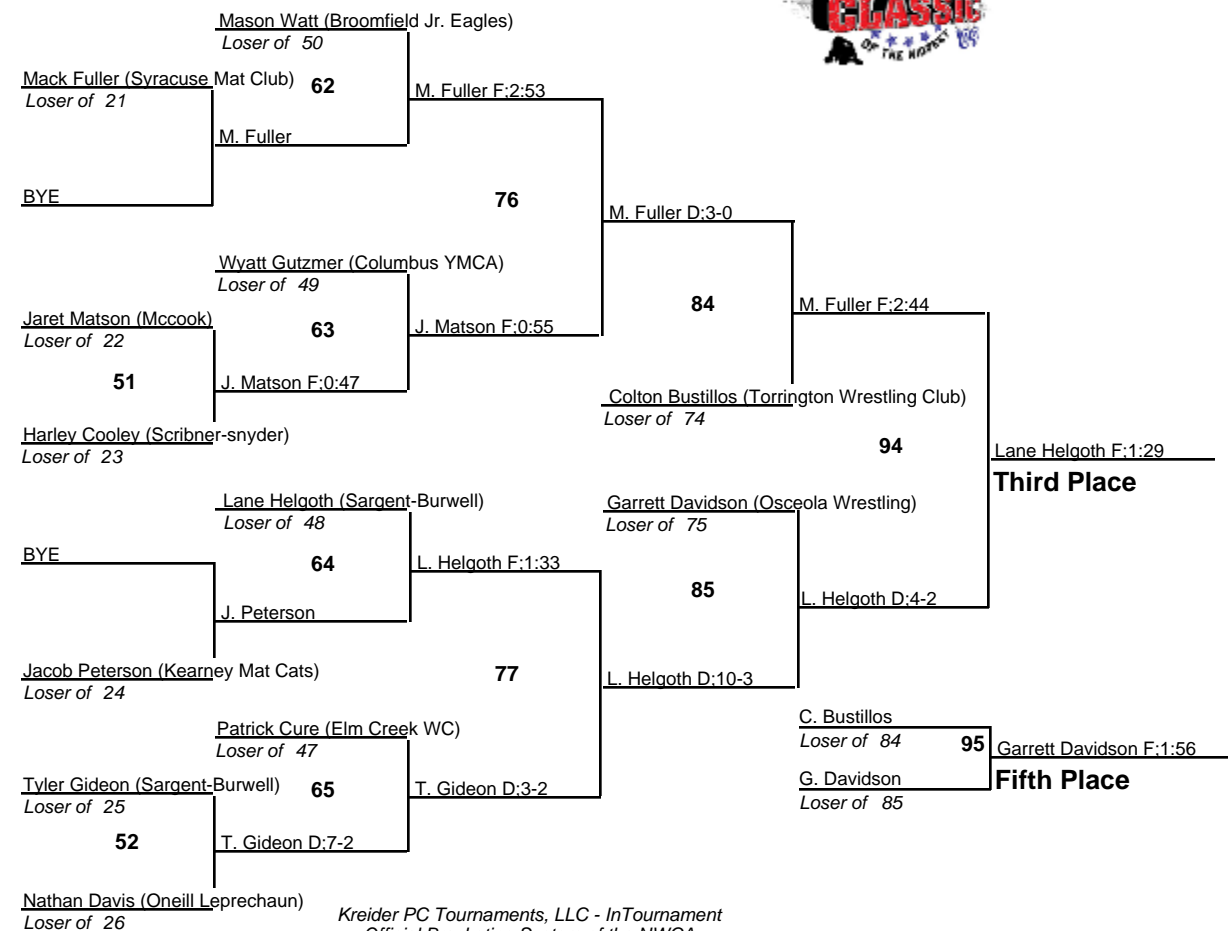 CLASSIC
OF THE MIDWEST
Mason Watt (Broomfield Jr. Eagles)
Loser of 50
Mack Fuller (Syracuse Mat Club)
62
Loser of 21
M. Fuller F;2:53
M. Fuller
BYE
76
M. Fuller D;3-0
Wyatt Gutzmer (Columbus YMCA)
Loser of 49
84
M. Fuller F;2:44
Jaret Matson (Mccook)
63
Loser of 22
J. Matson F;0:55
51
J. Matson F;0:47
Colton Bustillos (Torrington Wrestling Club)
Loser of 74
Harley Cooley (Scribner-snyder)
Loser of 23
94
Lane Helgoth F;1:29
Third Place
Lane Helgoth (Sargent-Burwell)
Loser of 48
Garrett Davidson (Osceola Wrestling)
Loser of 75
BYE
64
L. Helgoth F;1:33
85
L. Helgoth D;4-2
J. Peterson
Jacob Peterson (Kearney Mat Cats)
Loser of 24
77
L. Helgoth D;10-3
Patrick Cure (Elm Creek WC)
Loser of 47
C. Bustillos
Loser of 84
95
Garrett Davidson F;1:56
Fifth Place
G. Davidson
Loser of 85
Tyler Gideon (Sargent-Burwell)
65
Loser of 25
T. Gideon D;3-2
52
T. Gideon D;7-2
Nathan Davis (Oneill Leprechaun)
Loser of 26
Kreider PC Tournaments, LLC - InTournament